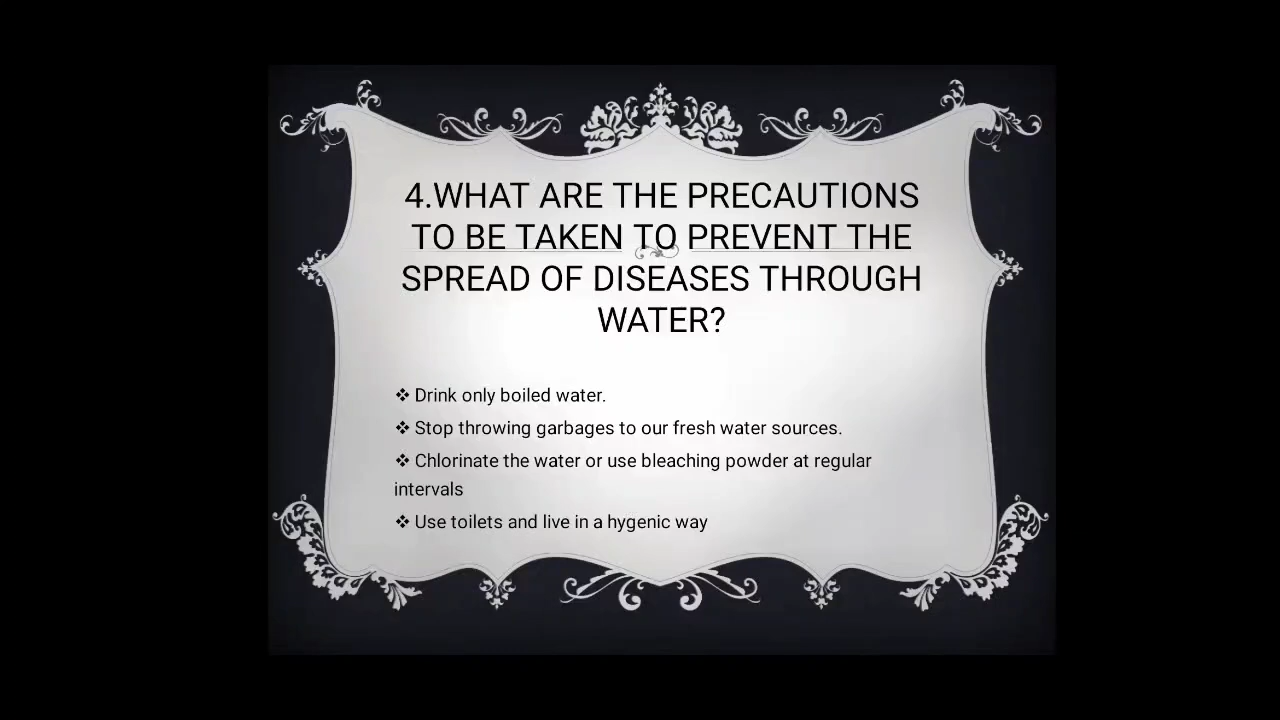 4.WHAT ARE THE PRECAUTIONS
TO BE TAKEN TO PREVENT THE
SPREAD OF DISEASES THROUGH
WATER?
❖ Drink only boiled water.
❖ Stop throwing garbages to our fresh water sources.
❖ Chlorinate the water or use bleaching powder at regular
intervals
❖ Use toilets and live in a hygenic way